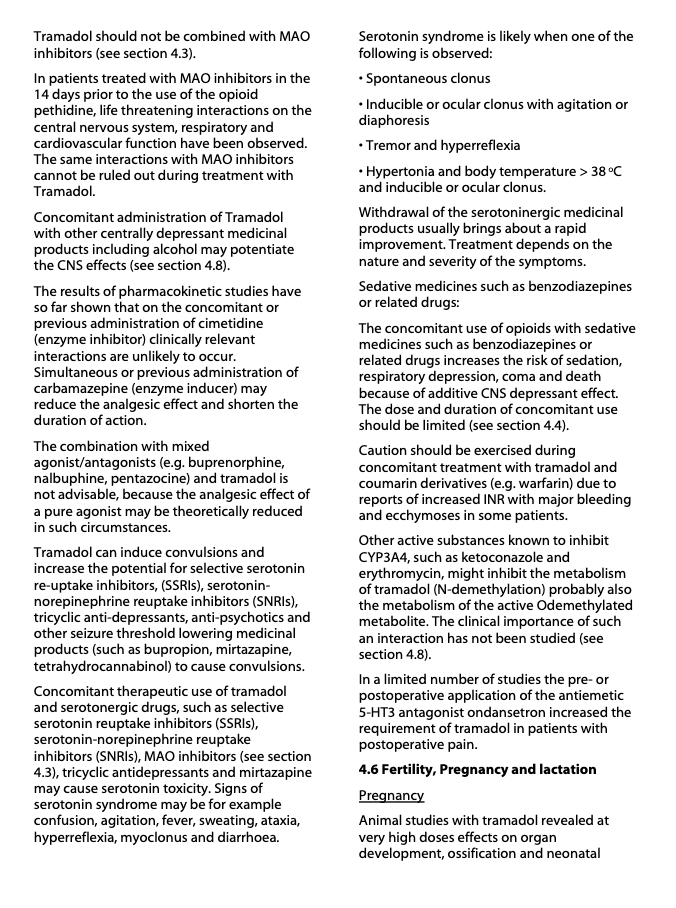 Tramadol should not be combined with MAO
inhibitors (see section 4.3).
In patients treated with MAO inhibitors in the
14 days prior to the use of the opioid
pethidine, life threatening interactions on the
central nervous system, respiratory and
cardiovascular function have been observed.
The same interactions with MAO inhibitors
cannot be ruled out during treatment with
Tramadol.
Concomitant administration of Tramadol
with other centrally depressant medicinal
products including alcohol may potentiate
the CNS effects (see section 4.8).
The results of pharmacokinetic studies have
so far shown that on the concomitant or
previous administration of cimetidine
(enzyme inhibitor) clinically relevant
interactions are unlikely to occur.
Simultaneous or previous administration of
carbamazepine (enzyme inducer) may
reduce the analgesic effect and shorten the
duration of action.
The combination with mixed
agonist/antagonists (e.g. buprenorphine,
nalbuphine, pentazocine) and tramadol is
not advisable, because the analgesic effect of
a pure agonist may be theoretically reduced
in such circumstances.
Tramadol can induce convulsions and
increase the potential for selective serotonin
re-uptake inhibitors, (SSRIs), serotonin-
norepinephrine reuptake inhibitors (SNRIs),
tricyclic anti-depressants, anti-psychotics and
other seizure threshold lowering medicinal
products (such as bupropion, mirtazapine,
tetrahydrocannabinol) to cause convulsions.
Concomitant therapeutic use of tramadol
and serotonergic drugs, such as selective
serotonin reuptake inhibitors (SSRIs),
serotonin-norepinephrine reuptake
inhibitors (SNRIs), MAO inhibitors (see section
4.3), tricyclic antidepressants and mirtazapine
may cause serotonin toxicity. Signs of
serotonin syndrome may be for example
confusion, agitation, fever, sweating, ataxia,
hyperreflexia, myoclonus and diarrhoea.
Serotonin syndrome is likely when one of the
following is observed:
• Spontaneous clonus
• Inducible or ocular clonus with agitation or
diaphoresis
• Tremor and hyperreflexia
• Hypertonia and body temperature > 38 ºC
and inducible or ocular clonus.
Withdrawal of the serotoninergic medicinal
products usually brings about a rapid
improvement. Treatment depends on the
nature and severity of the symptoms.
Sedative medicines such as benzodiazepines
or related drugs:
The concomitant use of opioids with sedative
medicines such as benzodiazepines or
related drugs increases the risk of sedation,
respiratory depression, coma and death
because of additive CNS depressant effect.
The dose and duration of concomitant use
should be limited (see section 4.4).
Caution should be exercised during
concomitant treatment with tramadol and
coumarin derivatives (e.g. warfarin) due to
reports of increased INR with major bleeding
and ecchymoses in some patients.
Other active substances known to inhibit
CYP3A4, such as ketoconazole and
erythromycin, might inhibit the metabolism
of tramadol (N-demethylation) probably also
the metabolism of the active Odemethylated
metabolite. The clinical importance of such
an interaction has not been studied (see
section 4.8).
In a limited number of studies the pre- or
postoperative application of the antiemetic
5-HT3 antagonist ondansetron increased the
requirement of tramadol in patients with
postoperative pain.
4.6 Fertility, Pregnancy and lactation
Pregnancy
Animal studies with tramadol revealed at
very high doses effects on organ
development, ossification and neonatal